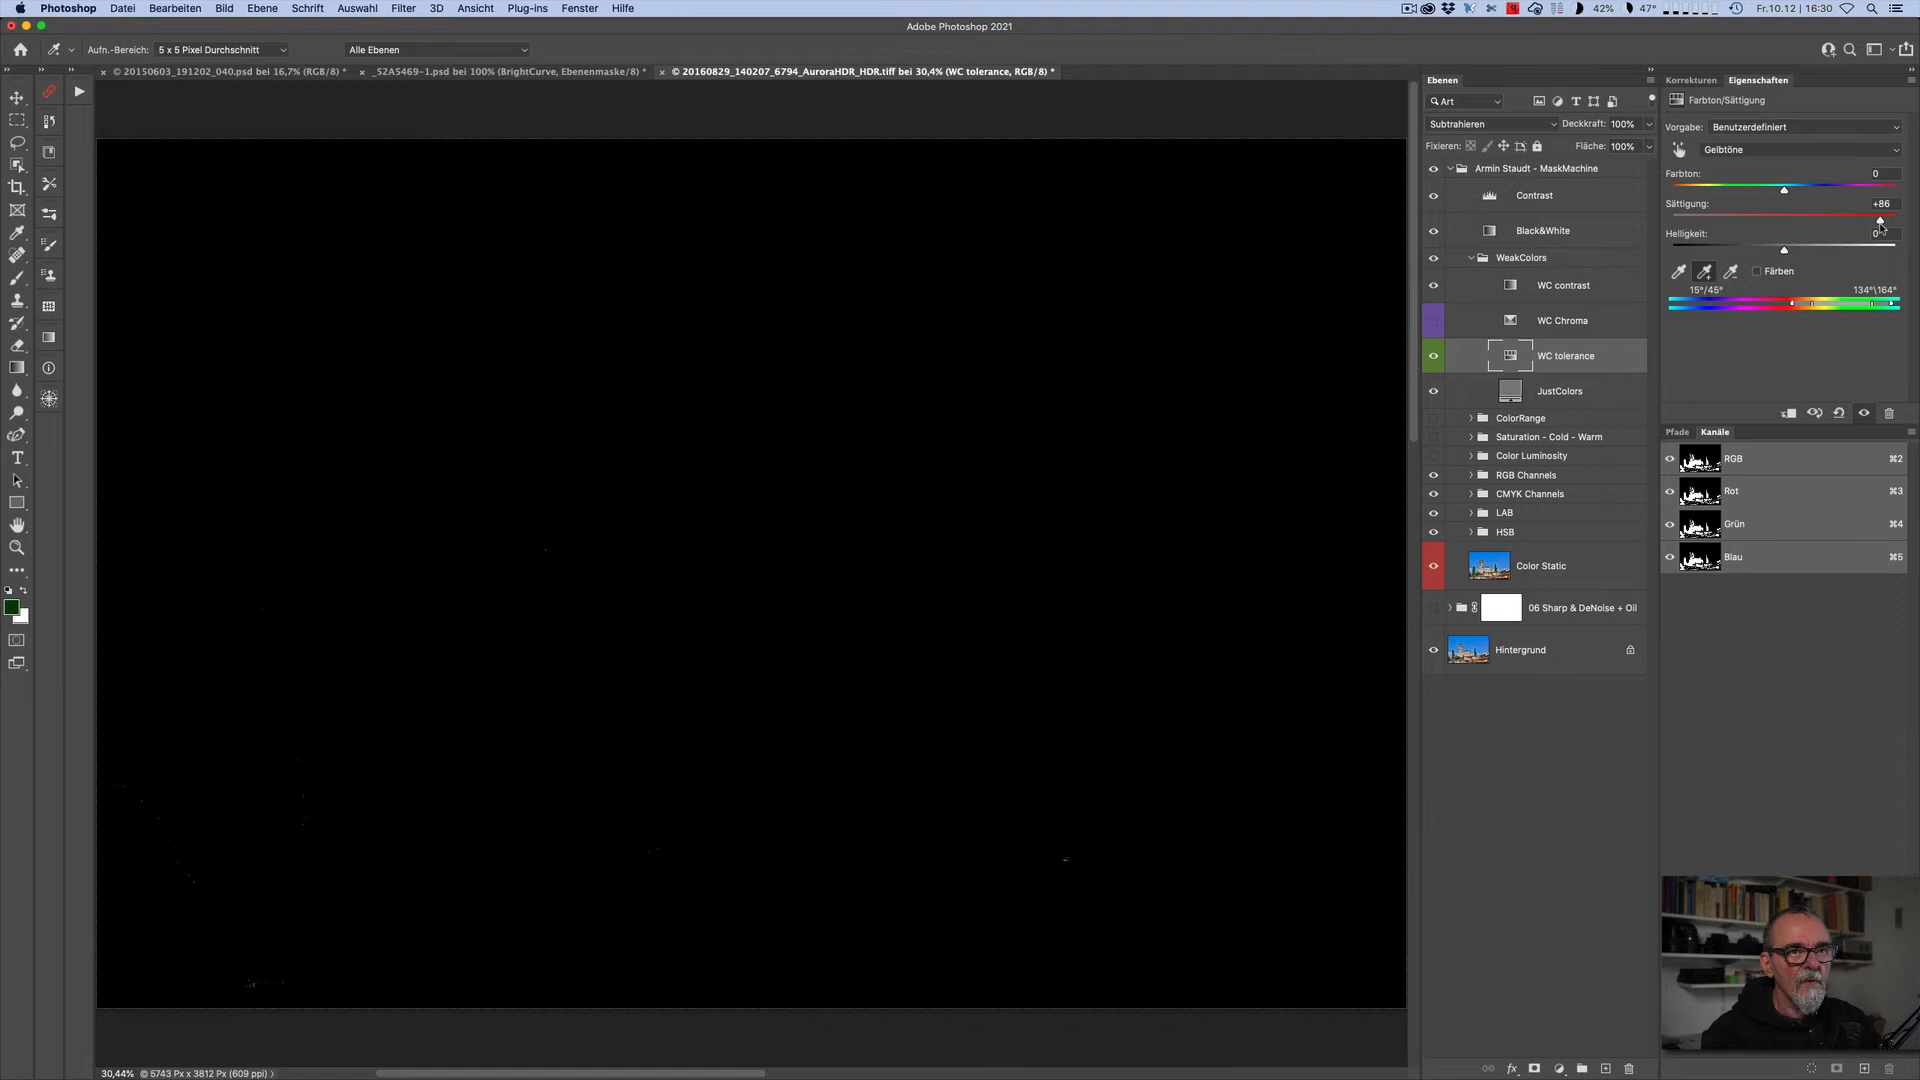 Photoshop Datei Bearbeiten Bild Ebene Schrift Auswahl Filter 3D Ansicht Plug-ins Fenster Hilfe 42% 47° Fr.10.12 | 16:30
Adobe Photoshop 2021
Aufn.-Bereich: 5 x 5 Pixel Durchschnitt Alle Ebenen
© 20150603_191202_040.psd bei 16,7% (RGB/8) *
_52A5469-1.psd bei 100% (BrightCurve, Ebenenmaske/8) *
© 20160829_140207_6794_AuroraHDR_HDR.tiff bei 30,4% (WC tolerance, RGB/8) *
Ebenen
Art
Subtrahieren Deckkraft: 100%
Fixieren: Fläche: 100%
Armin Staudt - MaskMachine
Contrast
Black&White
WeakColors
WC contrast
WC Chroma
WC tolerance
JustColors
ColorRange
Saturation - Cold - Warm
Color Luminosity
RGB Channels
CMYK Channels
LAB
HSB
Color Static
06 Sharp & DeNoise + Oil
Hintergrund
Korrekturen Eigenschaften
Farbton/Sättigung
Vorgabe: Benutzerdefiniert
Gelbtöne
Farbton: 0
Sättigung: +86
Helligkeit: 0
Färben
15°/45° 134°\164°
Pfade Kanäle
RGB ⌘2
Rot ⌘3
Grün ⌘4
Blau ⌘5
30,44% © 5743 Px x 3812 Px (609 ppi)